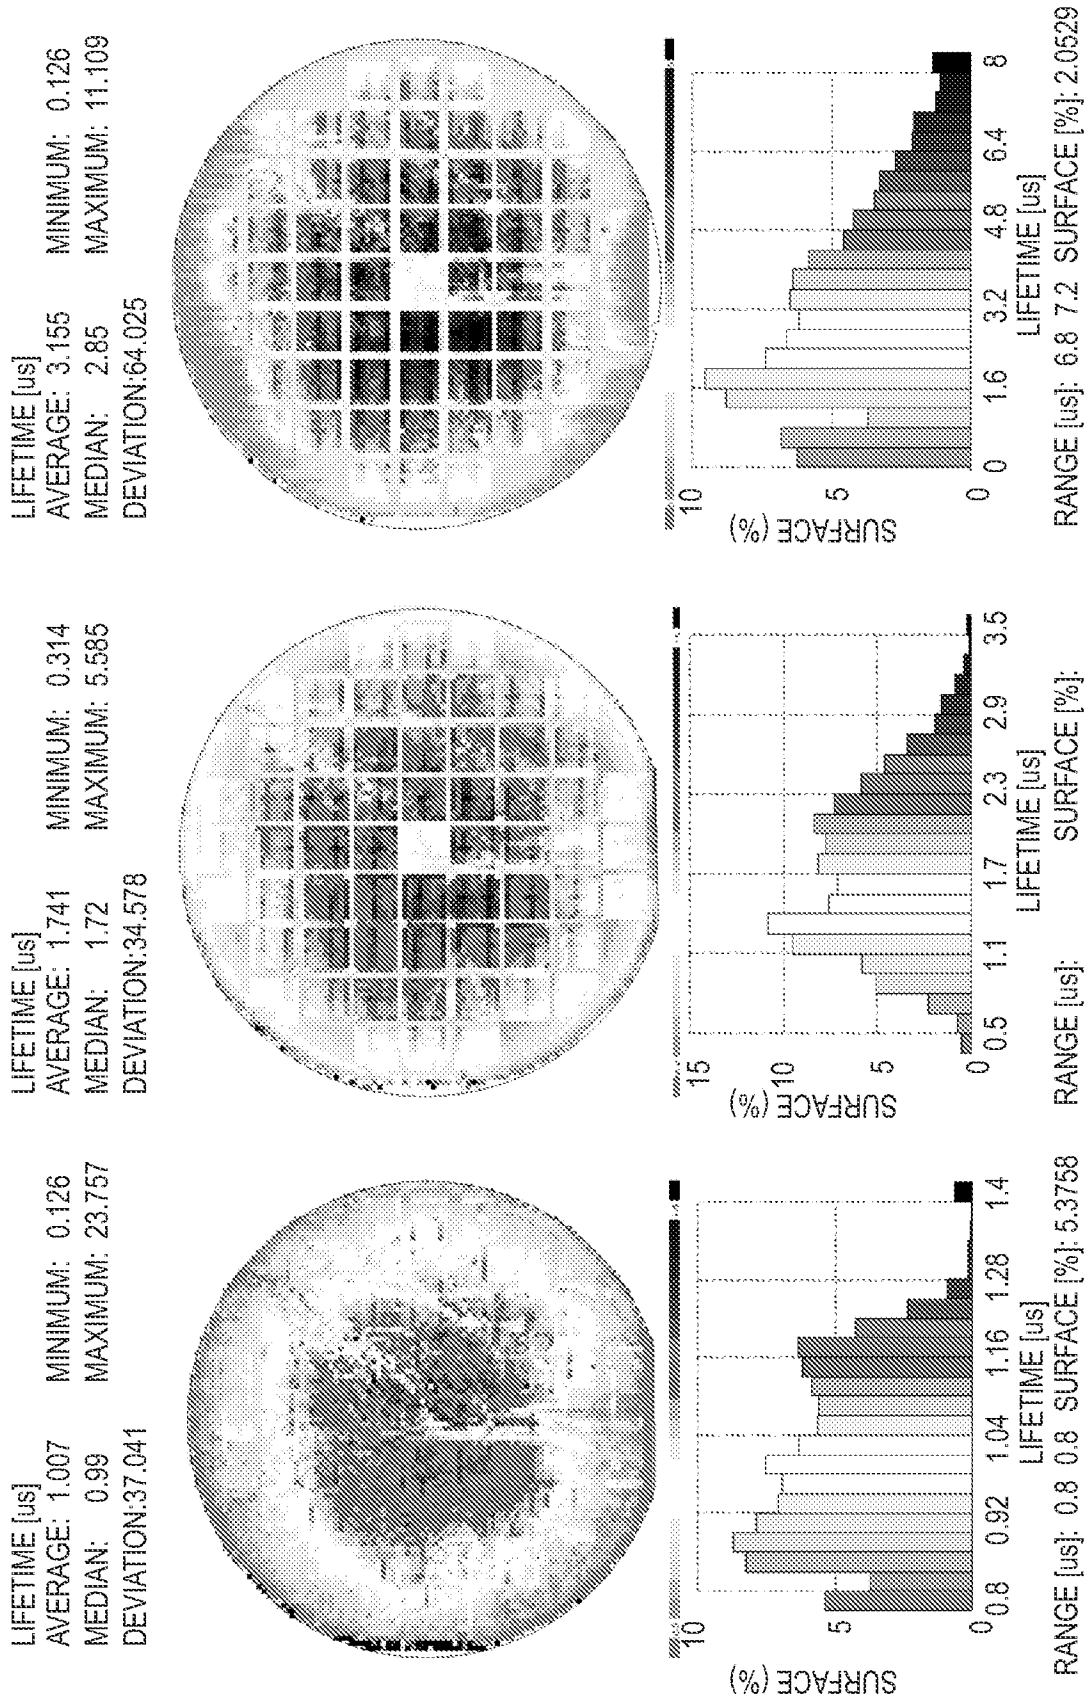 LIFETIME [us]
AVERAGE: 1.007 MINIMUM: 0.126
MEDIAN: 0.99 MAXIMUM: 23.757
DEVIATION:37.041
10
5
0
SURFACE (%)
0.8 0.92 1.04 1.16 1.28 1.4
LIFETIME [us]
RANGE [us]: 0.8 0.8 SURFACE [%]: 5.3758
LIFETIME [us]
AVERAGE: 1.741 MINIMUM: 0.314
MEDIAN: 1.72 MAXIMUM: 5.585
DEVIATION:34.578
15
10
5
0
SURFACE (%)
0.5 1.1 1.7 2.3 2.9 3.5
LIFETIME [us]
RANGE [us]: SURFACE [%]:
LIFETIME [us]
AVERAGE: 3.155 MINIMUM: 0.126
MEDIAN: 2.85 MAXIMUM: 11.109
DEVIATION:64.025
10
5
0
SURFACE (%)
0 1.6 3.2 4.8 6.4 8
LIFETIME [us]
RANGE [us]: 6.8 7.2 SURFACE [%]: 2.0529